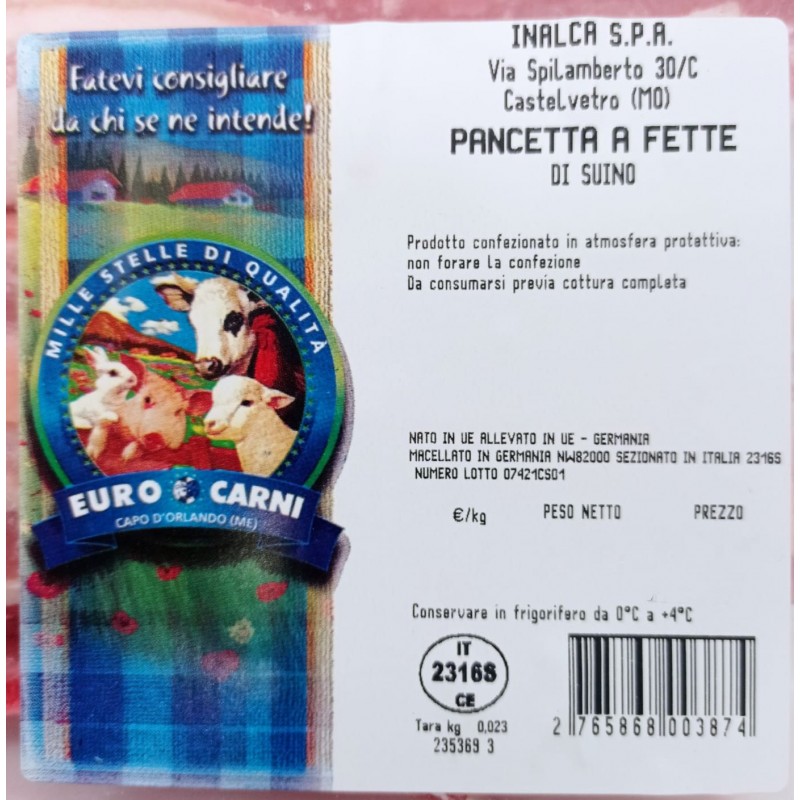 Fatevi consigliare
da chi se ne intende!
MILLE STELLE DI QUALITÀ
EURO CARNI
CAPO D'ORLANDO (ME)
INALCA S.P.A.
Via Spilamberto 30/C
Castelvetro (MO)
PANCETTA A FETTE
DI SUINO
Prodotto confezionato in atmosfera protettiva:
non forare la confezione
Da consumarsi previa cottura completa
NATO IN UE ALLEVATO IN UE - GERMANIA
MACELLATO IN GERMANIA NW82000 SEZIONATO IN ITALIA 2316S
NUMERO LOTTO 07421CS01
€/kg PESO NETTO PREZZO
Conservare in frigorifero da 0°C a +4°C
IT
2316S
CE
Tara kg 0,023
235369 3
2 765868 003874